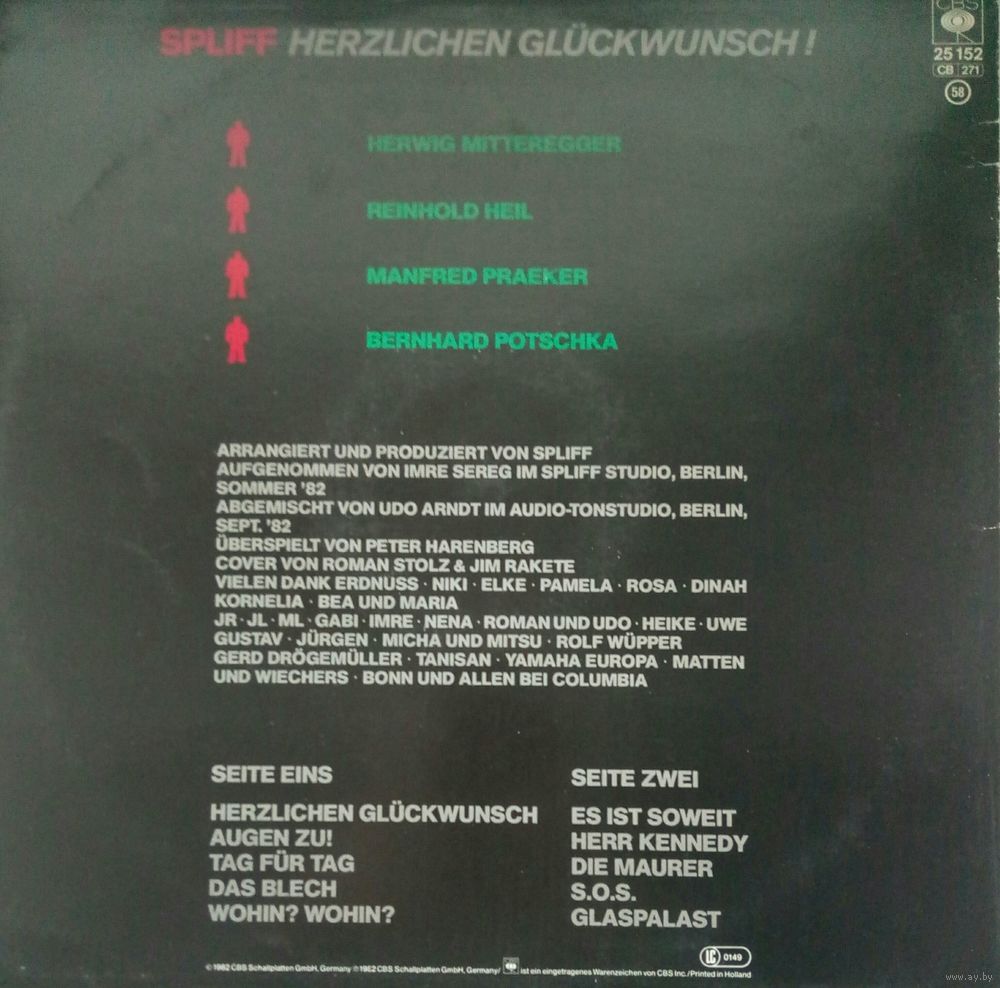 CBS
SPLIFF HERZLICHEN GLÜCKWUNSCH!
25 152
CB 271
58
HERWIG MITTEREGGER
REINHOLD HEIL
MANFRED PRAEKER
BERNHARD POTSCHKA
ARRANGIERT UND PRODUZIERT VON SPLIFF
AUFGENOMMEN VON IMRE SEREG IM SPLIFF STUDIO, BERLIN,
SOMMER '82
ABGEMISCHT VON UDO ARNDT IM AUDIO-TONSTUDIO, BERLIN,
SEPT. '82
ÜBERSPIELT VON PETER HARENBERG
COVER VON ROMAN STOLZ & JIM RAKETE
VIELEN DANK ERDNUSS · NIKI · ELKE · PAMELA · ROSA · DINAH
KORNELIA · BEA UND MARIA
JR · JL · ML · GABI · IMRE · NENA · ROMAN UND UDO · HEIKE · UWE
GUSTAV · JÜRGEN · MICHA UND MITSU · ROLF WÜPPER
GERD DRÖGEMÜLLER · TANISAN · YAMAHA EUROPA · MATTEN
UND WIECHERS · BONN UND ALLEN BEI COLUMBIA
SEITE EINS
HERZLICHEN GLÜCKWUNSCH
AUGEN ZU!
TAG FÜR TAG
DAS BLECH
WOHIN? WOHIN?
SEITE ZWEI
ES IST SOWEIT
HERR KENNEDY
DIE MAURER
S.O.S.
GLASPALAST
LC 0149
© 1982 CBS Schallplatten GmbH, Germany ℗ 1982 CBS Schallplatten GmbH, Germany/ ist ein eingetragenes Warenzeichen von CBS Inc./Printed in Holland
www.ay.by